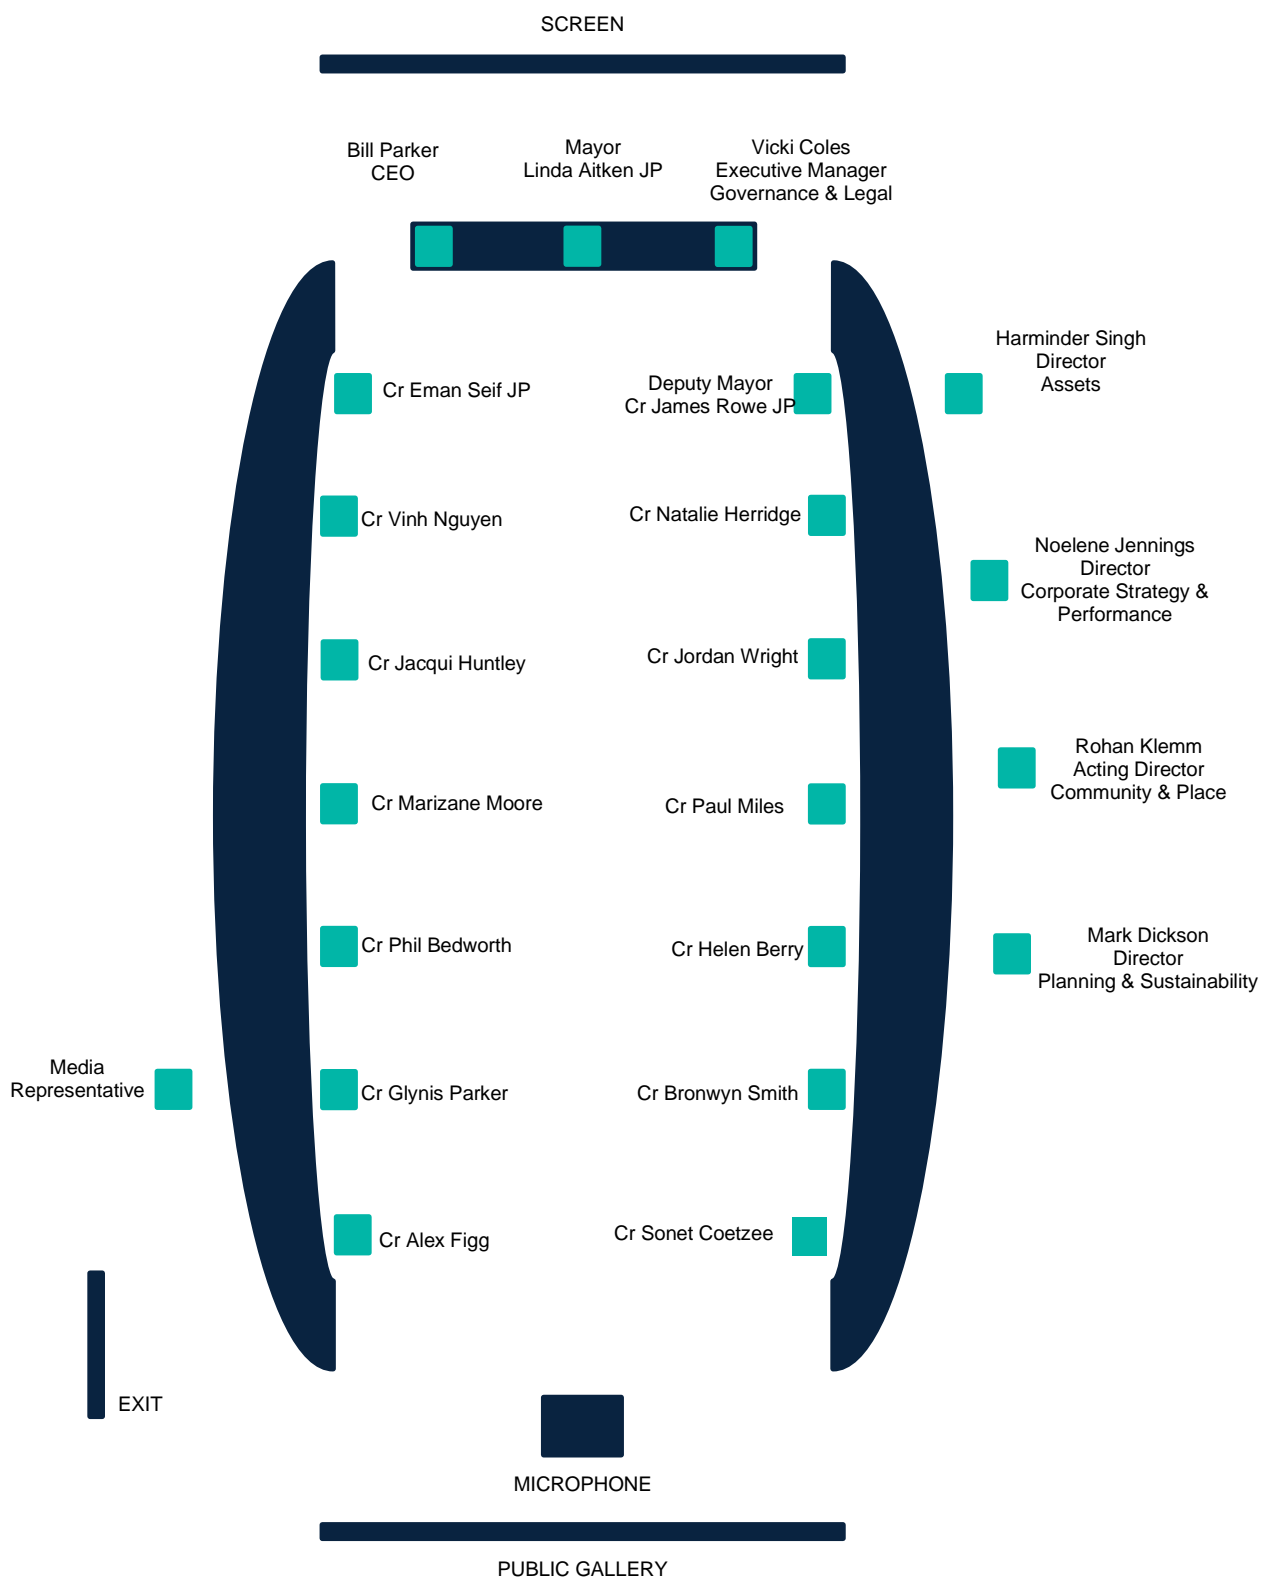 SCREEN
Bill Parker
CEO
Mayor
Linda Aitken JP
Vicki Coles
Executive Manager
Governance & Legal
Harminder Singh
Director
Assets
Cr Eman Seif JP
Deputy Mayor
Cr James Rowe JP
Cr Vinh Nguyen
Cr Natalie Herridge
Noelene Jennings
Director
Corporate Strategy &
Performance
Cr Jacqui Huntley
Cr Jordan Wright
Rohan Klemm
Acting Director
Community & Place
Cr Marizane Moore
Cr Paul Miles
Cr Phil Bedworth
Cr Helen Berry
Mark Dickson
Director
Planning & Sustainability
Media
Representative
Cr Glynis Parker
Cr Bronwyn Smith
Cr Alex Figg
Cr Sonet Coetzee
EXIT
MICROPHONE
PUBLIC GALLERY